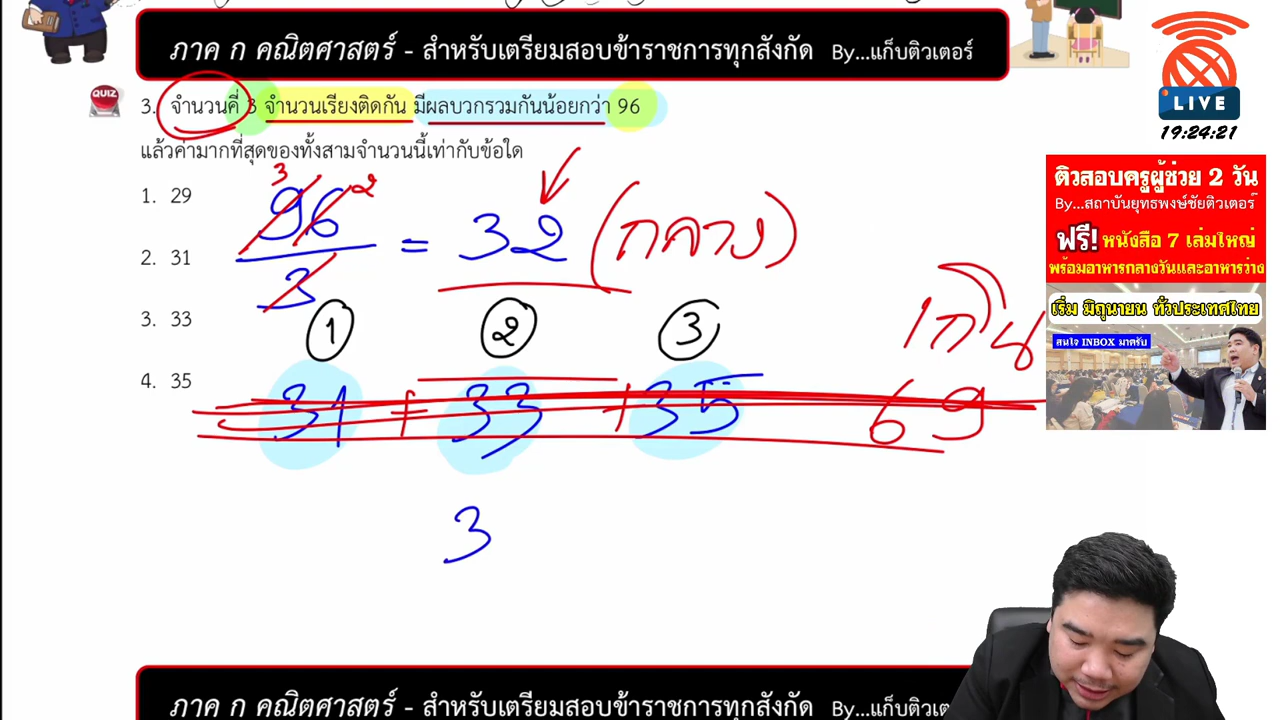 ภาค ก คณิตศาสตร์ - สำหรับเตรียมสอบข้าราชการทุกสังกัด By...แก็บติวเตอร์
QUIZ
3. จำนวนคี่ 3 จำนวนเรียงติดกัน มีผลบวกรวมกันน้อยกว่า 96
แล้วค่ามากที่สุดของทั้งสามจำนวนนี้เท่ากับข้อใด
1. 29
2. 31
3. 33
4. 35
3 2
96
3
= 32 (กลาง)
1 2 3
เกิน
31 + 33 + 35 69
3
LIVE
19:24:21
ติวสอบครูผู้ช่วย 2 วัน
By...สถาบันยุทธพงษ์ชัยติวเตอร์
ฟรี! หนังสือ 7 เล่มใหญ่
พร้อมอาหารกลางวันและอาหารว่าง
เริ่ม มิถุนายน ทั่วประเทศไทย
สนใจ INBOX มาครับ
ภาค ก คณิตศาสตร์ - สำหรับเตรียมสอบข้าราชการทุกสังกัด By...แก็บติวเต